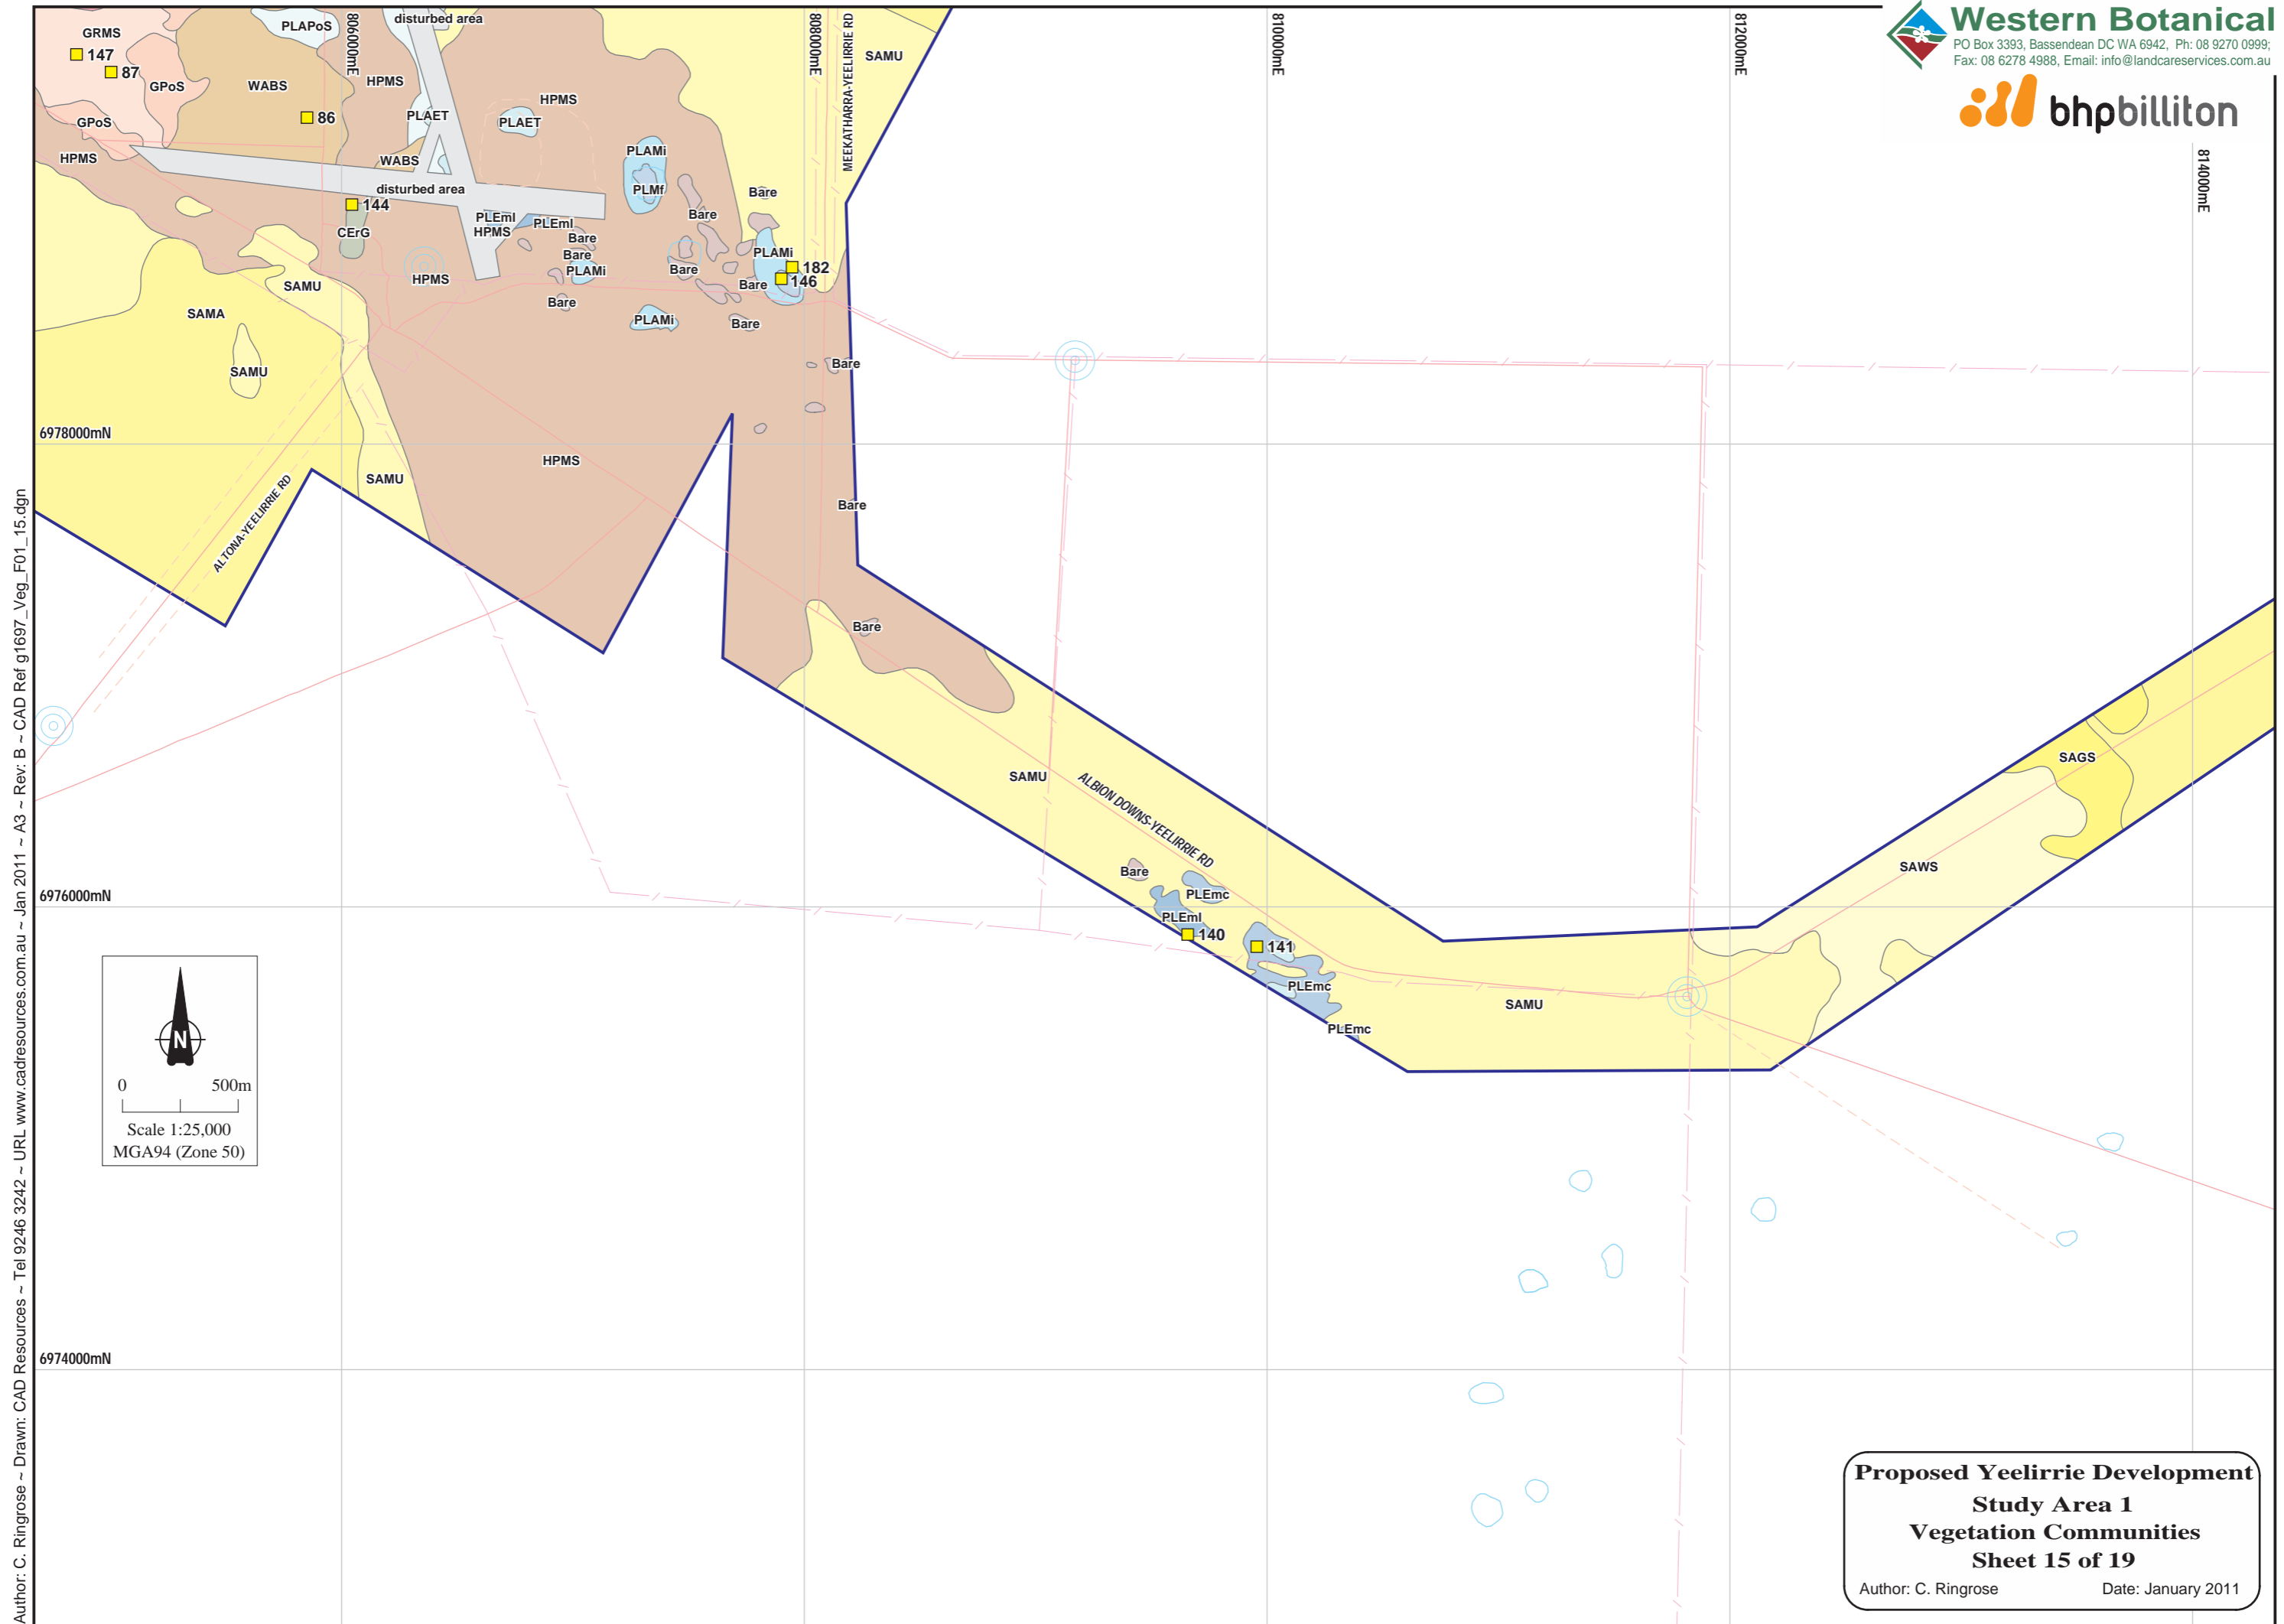 Western Botanical
PO Box 3393, Bassendean DC WA 6942, Ph: 08 9270 0999;
Fax: 08 6278 4988, Email: info@landcareservices.com.au
bhpbilliton
806000mE
808000mE
810000mE
812000mE
814000mE
MEEKATHARRA-YEELIRRIE RD
disturbed area
PLAPoS
GRMS
147
87
GPoS
WABS
HPMS
SAMU
HPMS
86
PLAET
PLAET
GPoS
HPMS
WABS
PLAMi
disturbed area
PLMf
Bare
144
CErG
PLEml
HPMS
PLEml
Bare
Bare
Bare
PLAMi
PLAMi
182
146
Bare
Bare
HPMS
SAMU
Bare
SAMA
PLAMi
Bare
SAMU
Bare
6978000mN
HPMS
SAMU
Bare
ALTONA-YEELIRRIE RD
Bare
SAMU
ALBION DOWNS-YEELIRRIE RD
SAGS
SAWS
Bare
PLEmc
6976000mN
PLEml
140
141
PLEmc
SAMU
PLEmc
N
0 500m
Scale 1:25,000
MGA94 (Zone 50)
6974000mN
Proposed Yeelirrie Development
Study Area 1
Vegetation Communities
Sheet 15 of 19
Author: C. Ringrose Date: January 2011
Author: C. Ringrose ~ Drawn: CAD Resources ~ Tel 9246 3242 ~ URL www.cadresources.com.au ~ Jan 2011 ~ A3 ~ Rev: B ~ CAD Ref g1697_Veg_F01_15.dgn